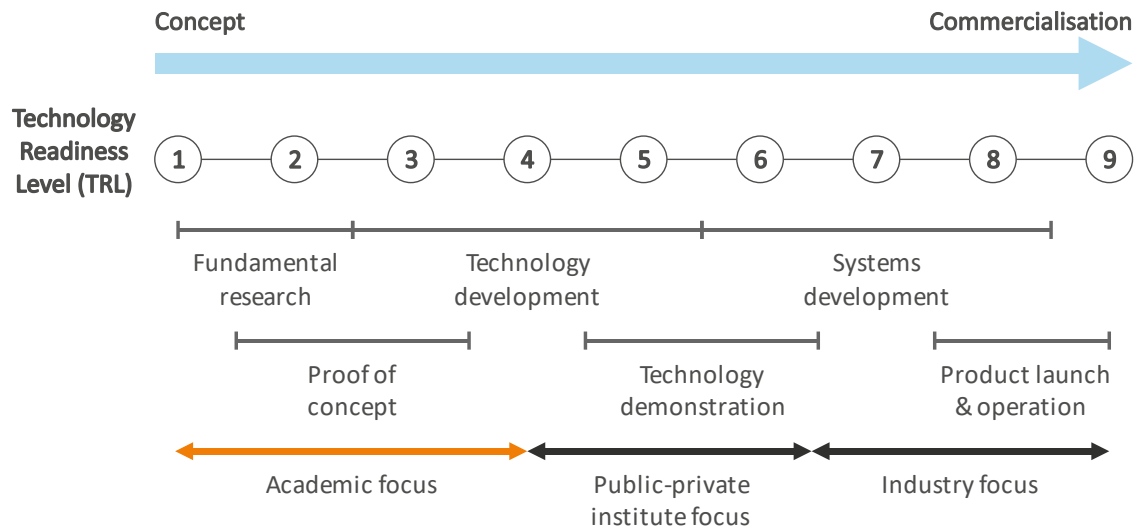 Concept
Commercialisation
Technology
Readiness
Level (TRL)
1 2 3 4 5 6 7 8 9
Fundamental
research
Technology
development
Systems
development
Proof of
concept
Technology
demonstration
Product launch
& operation
Academic focus
Public-private
institute focus
Industry focus